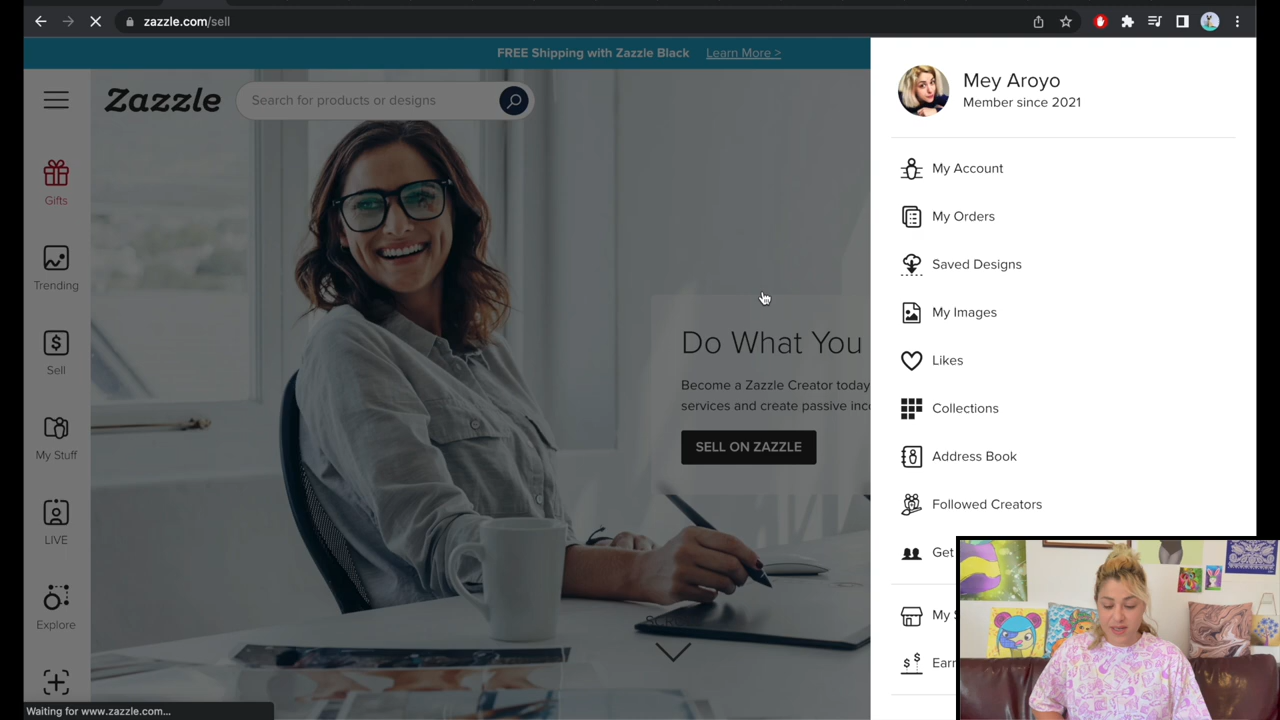 zazzle.com/sell
FREE Shipping with Zazzle Black Learn More >
Zazzle
Search for products or designs
Gifts
Trending
$
Sell
My Stuff
LIVE
Explore
Do What You
Become a Zazzle Creator today
services and create passive inc
SELL ON ZAZZLE
Mey Aroyo
Member since 2021
My Account
My Orders
Saved Designs
My Images
Likes
Collections
Address Book
Followed Creators
Get
My S
$ $
Earn
Waiting for www.zazzle.com...